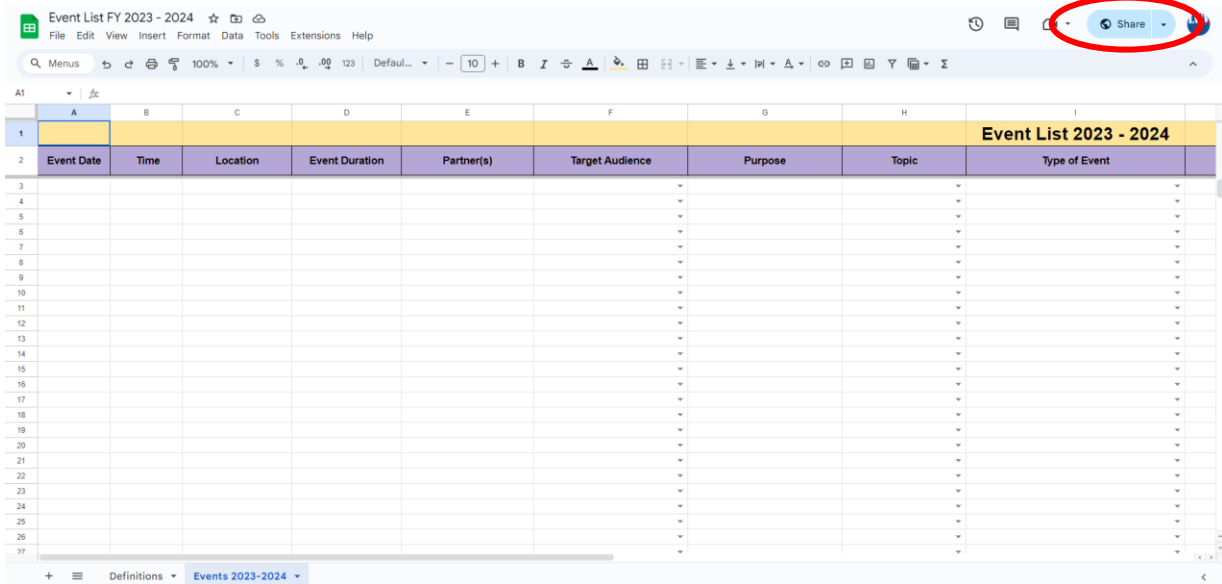 Event List FY 2023 - 2024
File Edit View Insert Format Data Tools Extensions Help
Share
Menus 100% $ % .0 .00 123 Defaul... − 10 + B I A
A1 fx
A B C D E F G H I
1 Event List 2023 - 2024
2 Event Date Time Location Event Duration Partner(s) Target Audience Purpose Topic Type of Event
3
4
5
6
7
8
9
10
11
12
13
14
15
16
17
18
19
20
21
22
23
24
25
26
27
+ Definitions Events 2023-2024